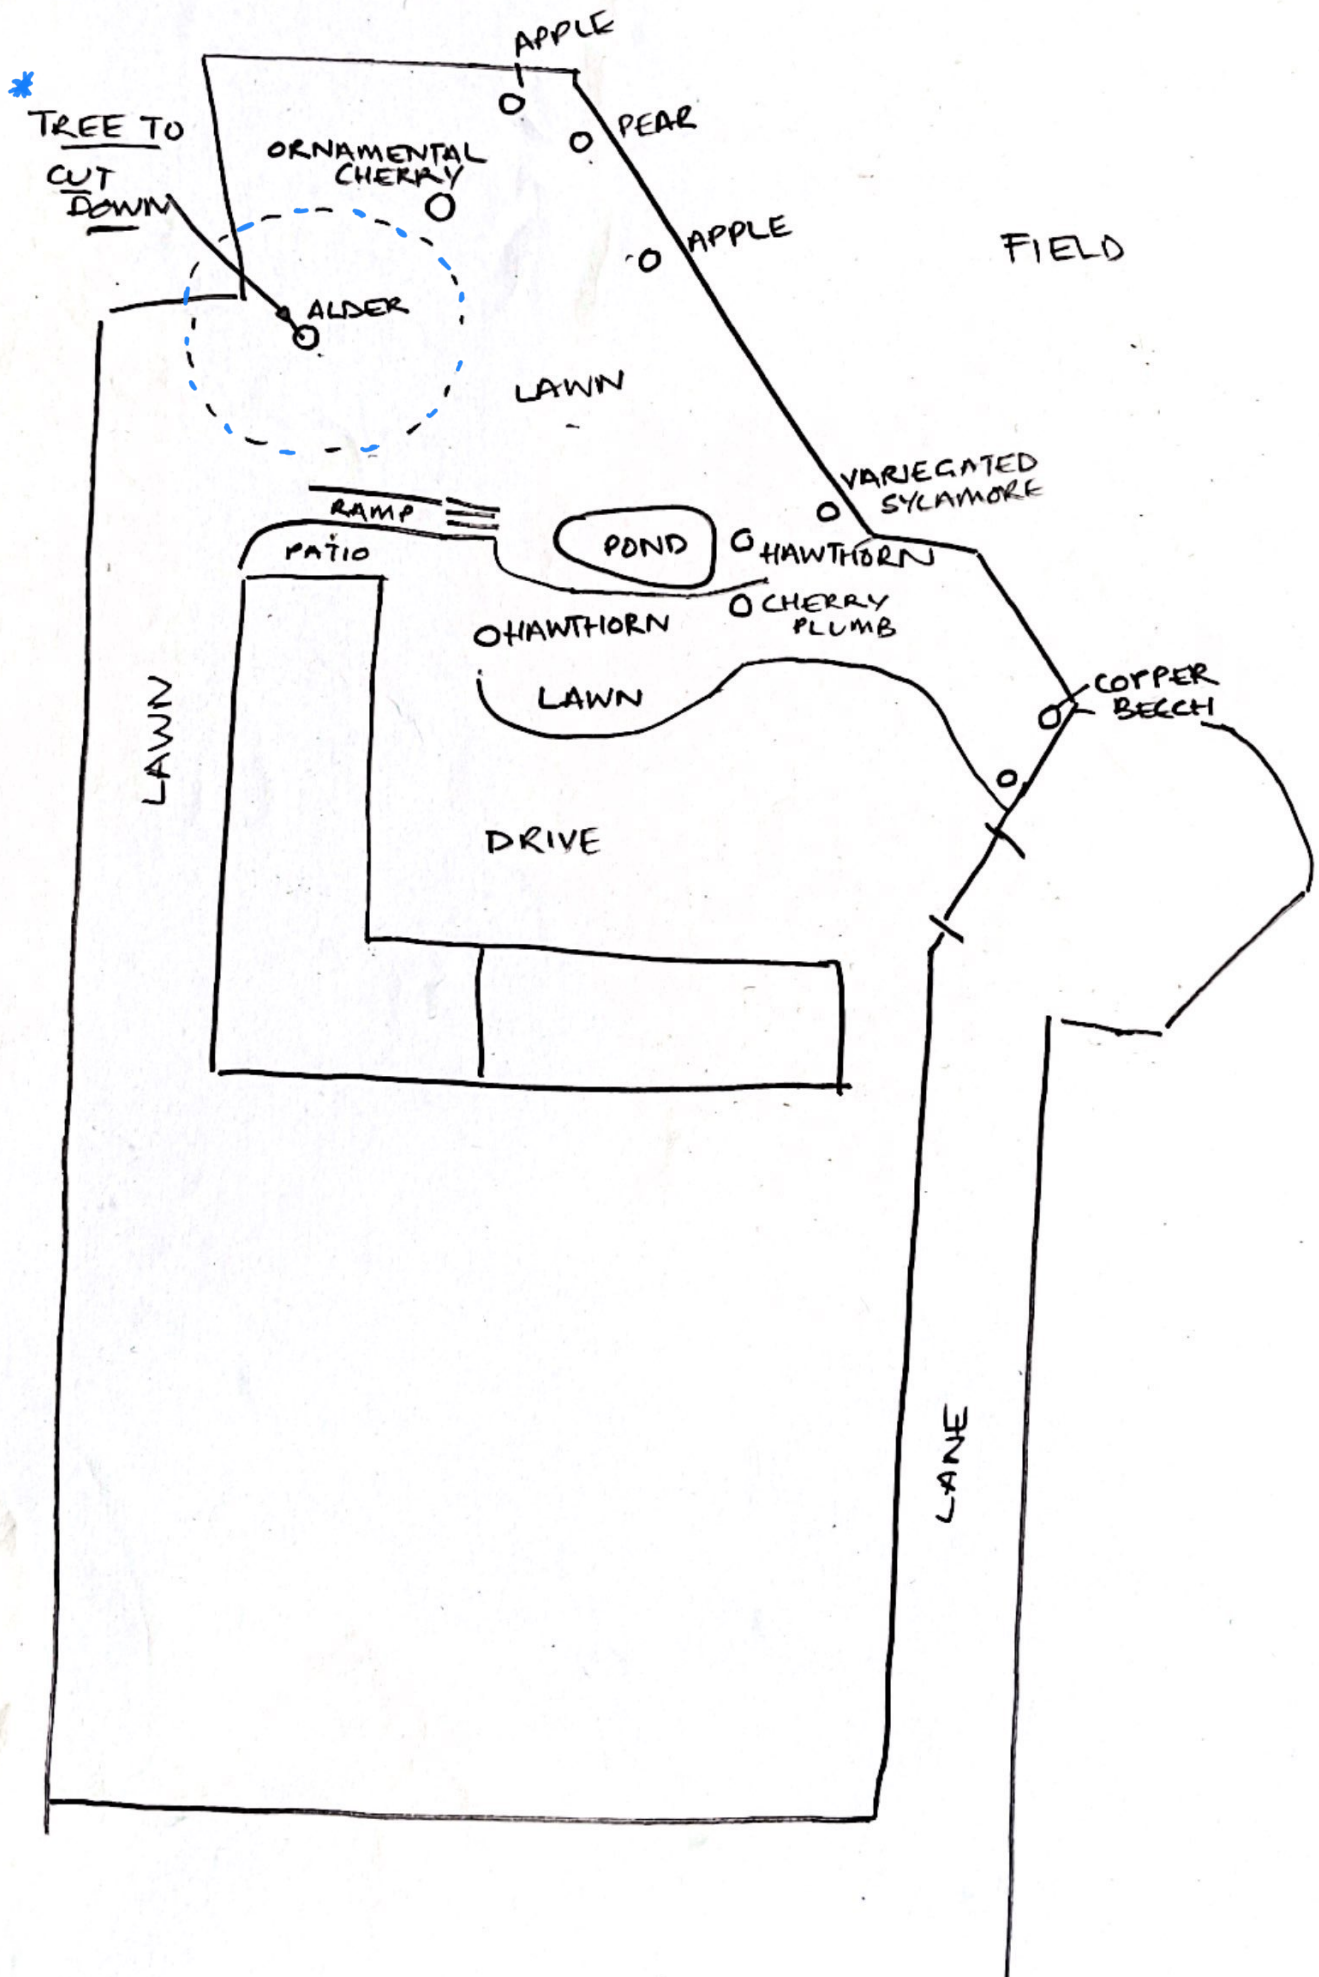 APPLE
*
TREE TO
CUT
DOWN
PEAR
ORNAMENTAL
CHERRY
APPLE
FIELD
ALDER
LAWN
VARIEGATED
SYCAMORE
RAMP
PATIO
POND
HAWTHORN
CHERRY
PLUMB
HAWTHORN
COPPER
BEECH
LAWN
LAWN
DRIVE
LANE